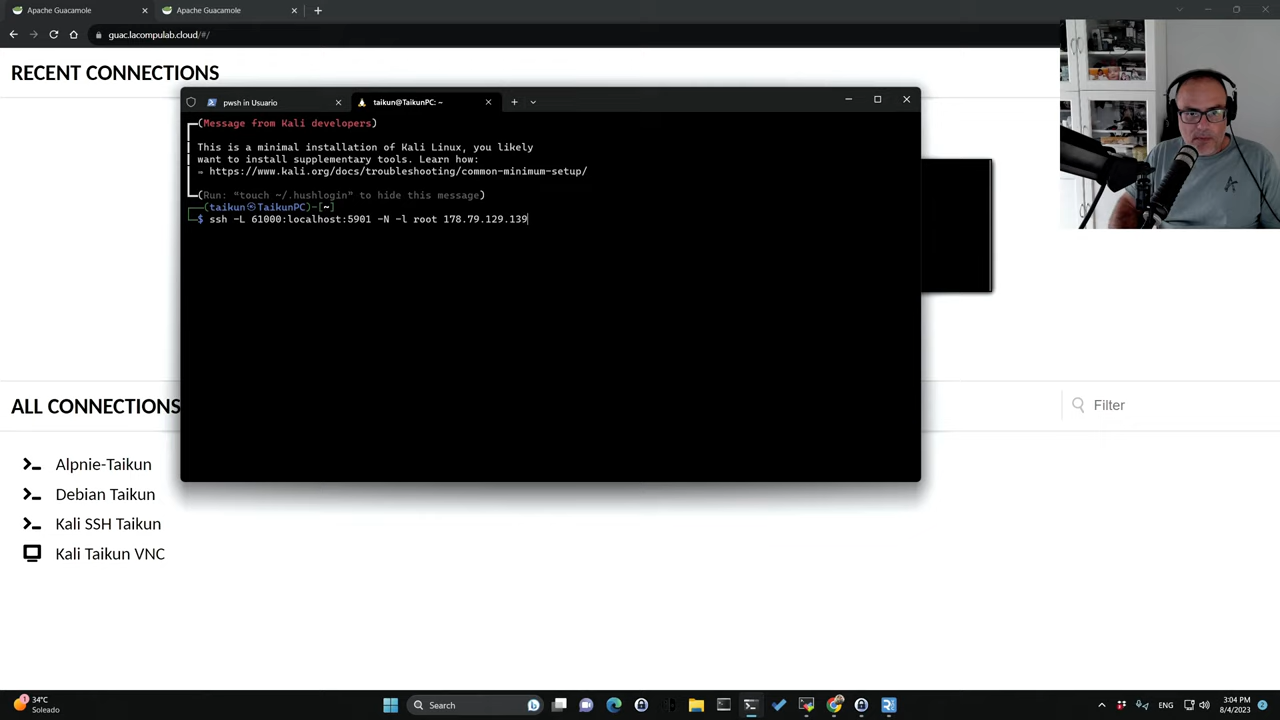 Apache Guacamole
Apache Guacamole
guac.lacompulab.cloud/#/
RECENT CONNECTIONS
pwsh in Usuario
taikun@TaikunPC: ~
(Message from Kali developers)
This is a minimal installation of Kali Linux, you likely
want to install supplementary tools. Learn how:
⇒ https://www.kali.org/docs/troubleshooting/common-minimum-setup/
(Run: "touch ~/.hushlogin" to hide this message)
(taikun㉿TaikunPC)-[~]
$ ssh -L 61000:localhost:5901 -N -l root 178.79.129.139
ALL CONNECTIONS
Filter
Alpnie-Taikun
Debian Taikun
Kali SSH Taikun
Kali Taikun VNC
1
34°C
Soleado
Search
ENG
3:04 PM
8/4/2023
2